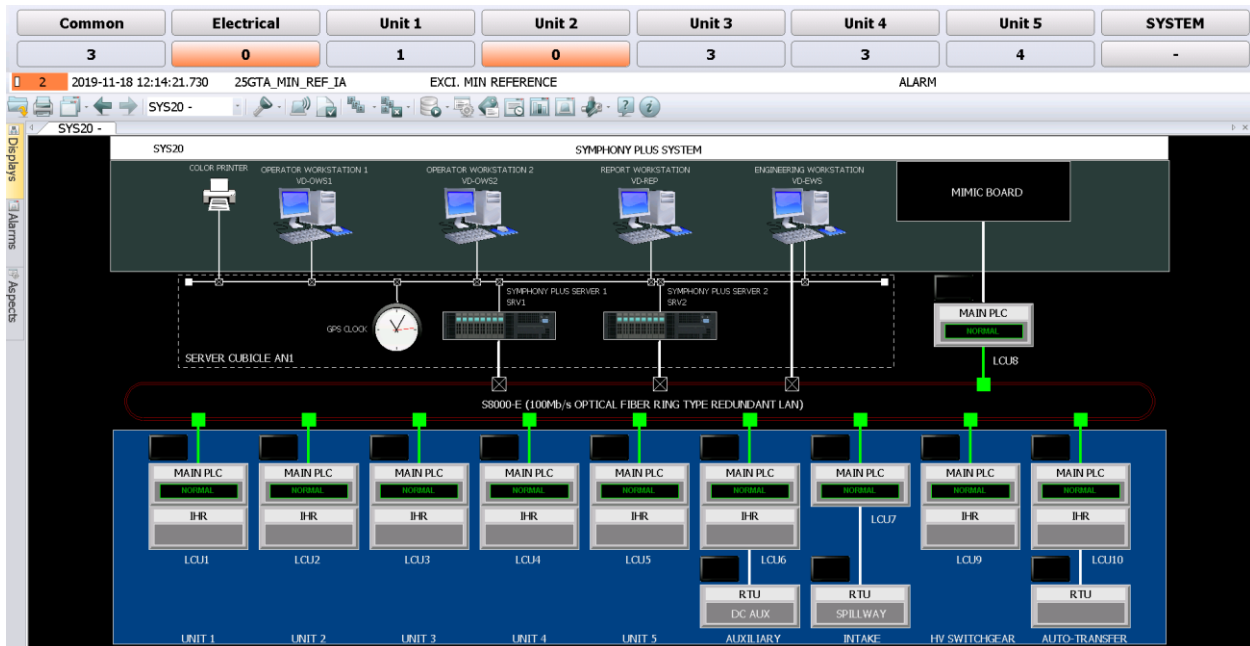 Common Electrical Unit 1 Unit 2 Unit 3 Unit 4 Unit 5 SYSTEM
3 0 1 0 3 3 4 -
2 2019-11-18 12:14:21.730 25GTA_MIN_REF_IA EXCI. MIN REFERENCE ALARM
SYS20 -
SYS20 -
Displays
Alarms
Aspects
SYS20 SYMPHONY PLUS SYSTEM
COLOR PRINTER
OPERATOR WORKSTATION 1
VD-OWS1
OPERATOR WORKSTATION 2
VD-OWS2
REPORT WORKSTATION
VD-REP
ENGINEERING WORKSTATION
VD-EWS
MIMIC BOARD
SYMPHONY PLUS SERVER 1
SRV1
SYMPHONY PLUS SERVER 2
SRV2
GPS CLOCK
SERVER CUBICLE AN1
MAIN PLC
NORMAL
LCU8
S8000-E (100Mb/s OPTICAL FIBER RING TYPE REDUNDANT LAN)
MAIN PLC MAIN PLC MAIN PLC MAIN PLC MAIN PLC MAIN PLC MAIN PLC MAIN PLC MAIN PLC
NORMAL NORMAL NORMAL NORMAL NORMAL NORMAL NORMAL NORMAL NORMAL
IHR IHR IHR IHR IHR IHR LCU7 IHR IHR
LCU1 LCU2 LCU3 LCU4 LCU5 LCU6 LCU9 LCU10
RTU RTU RTU
DC AUX SPILLWAY
UNIT 1 UNIT 2 UNIT 3 UNIT 4 UNIT 5 AUXILIARY INTAKE HV SWITCHGEAR AUTO-TRANSFER